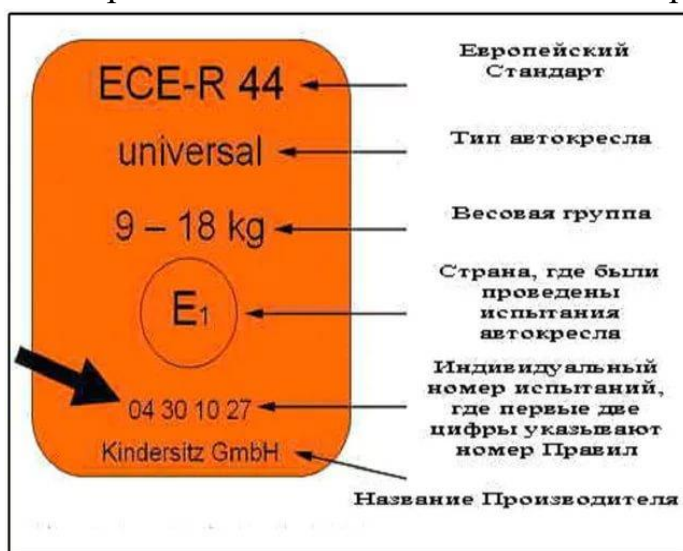 ECE-R 44
universal
9 – 18 kg
E1
04 30 10 27
Kindersitz GmbH
Европейский
Стандарт
Тип автокресла
Весовая группа
Страна, где были
проведены
испытания
автокресла
Индивидуальный
номер испытаний,
где первые две
цифры указывают
номер Правил
Название Производителя